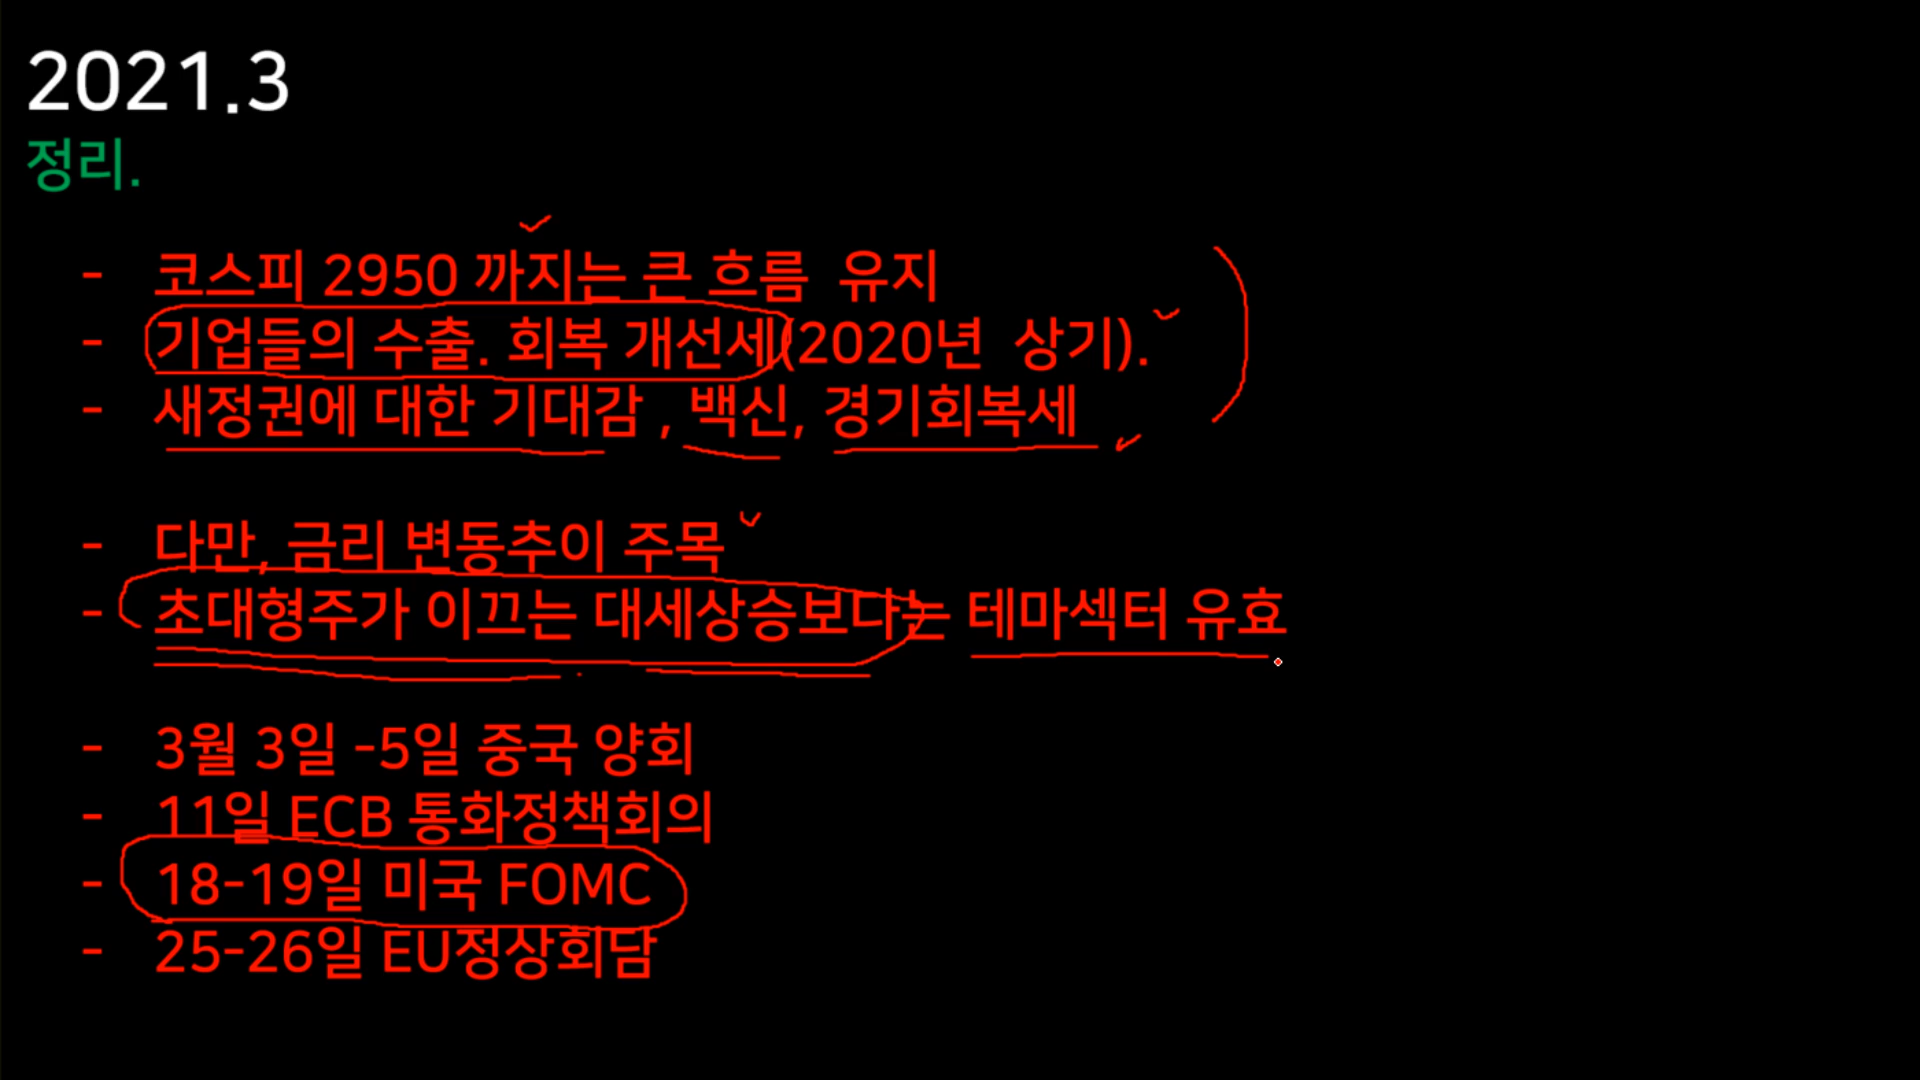 2021.3
정리.
- 코스피 2950 까지는 큰 흐름 유지
- 기업들의 수출. 회복 개선세(2020년 상기).
- 새정권에 대한 기대감 , 백신, 경기회복세
- 다만, 금리 변동추이 주목
- 초대형주가 이끄는 대세상승보다는 테마섹터 유효
- 3월 3일 -5일 중국 양회
- 11일 ECB 통화정책회의
- 18-19일 미국 FOMC
- 25-26일 EU정상회담